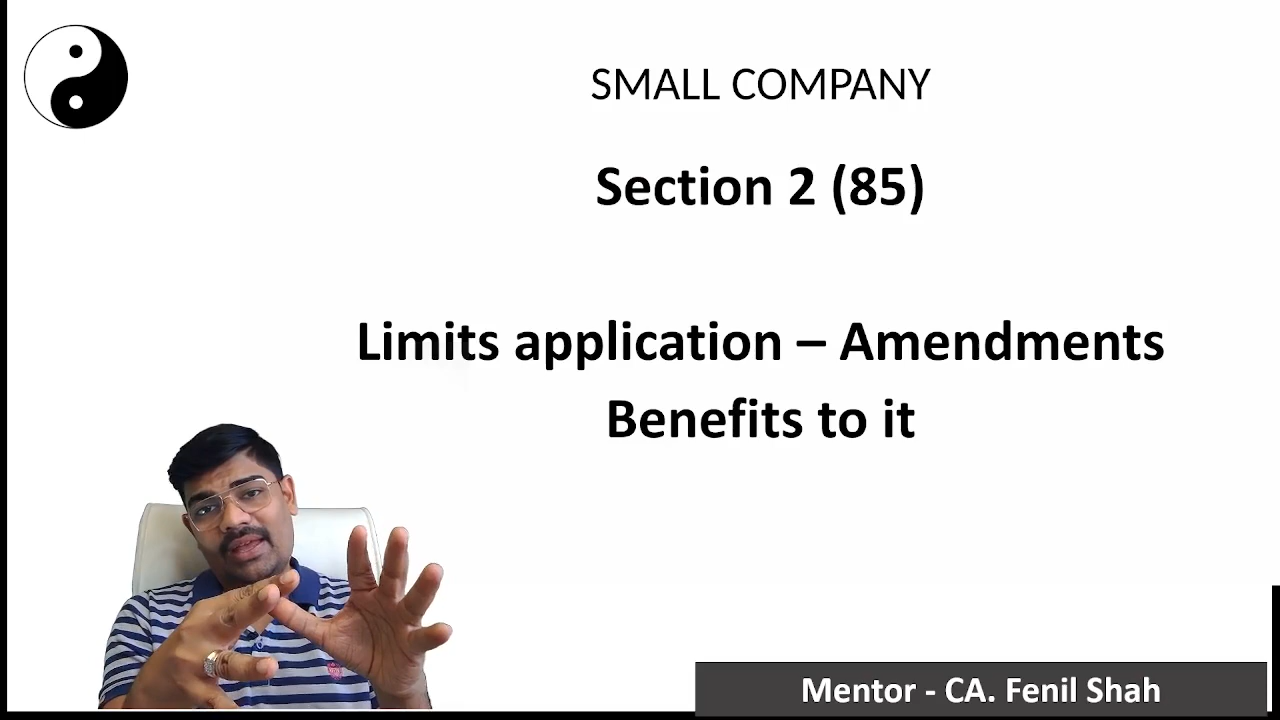 SMALL COMPANY
Section 2 (85)
Limits application – Amendments
Benefits to it
Mentor - CA. Fenil Shah